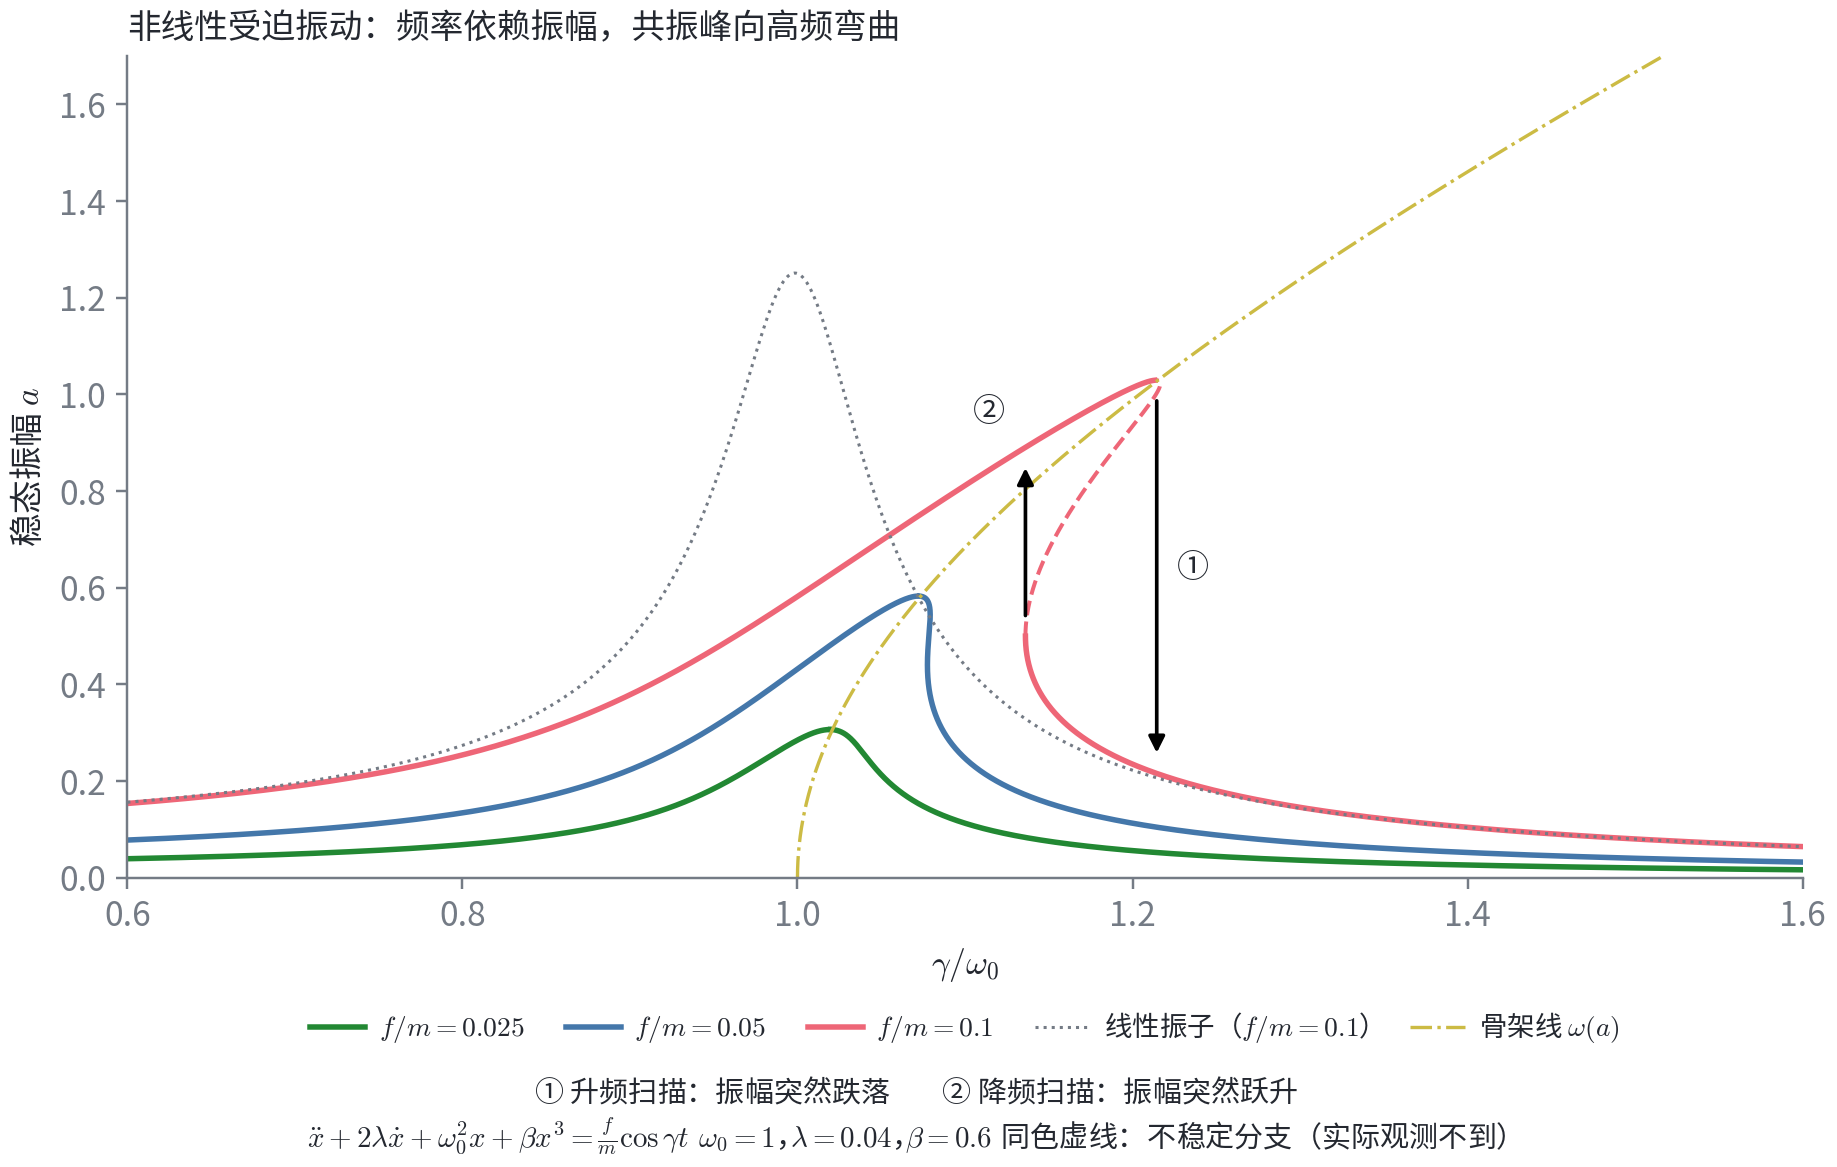 非线性受迫振动：频率依赖振幅，共振峰向高频弯曲
稳态振幅 a
1.6
1.4
1.2
1.0
0.8
0.6
0.4
0.2
0.0
②
①
0.6 0.8 1.0 1.2 1.4 1.6
γ/ω₀
f/m = 0.025 f/m = 0.05 f/m = 0.1 线性振子（f/m = 0.1） 骨架线 ω(a)
① 升频扫描：振幅突然跌落 ② 降频扫描：振幅突然跃升
ẍ + 2λẋ + ω₀²x + βx³ = f/m cos γt ω₀ = 1, λ = 0.04, β = 0.6 同色虚线：不稳定分支（实际观测不到）